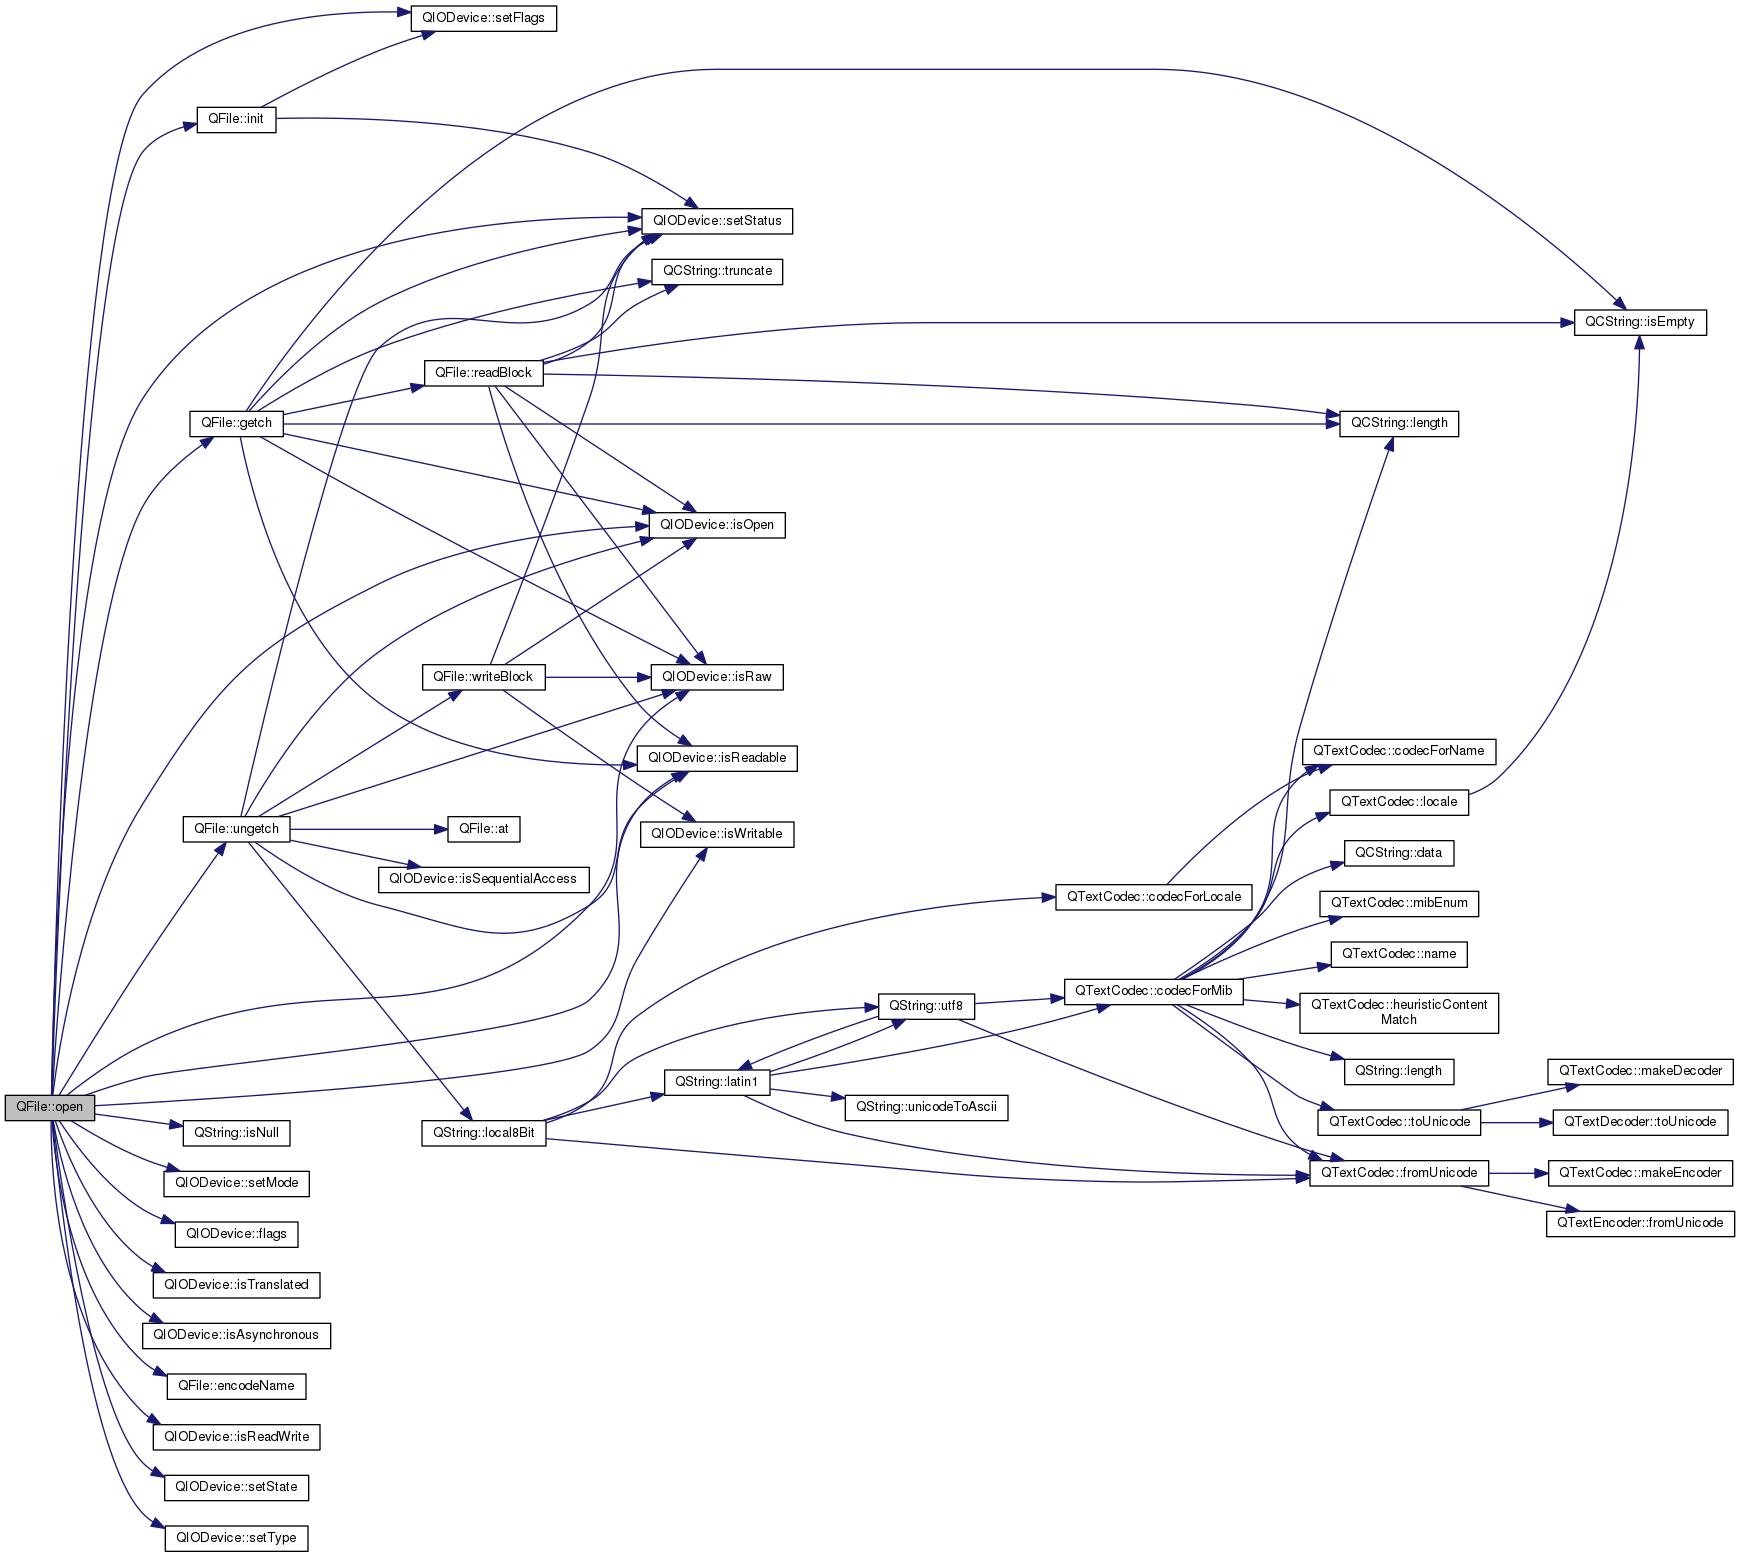 QIODevice::setFlags
QFile::init
QIODevice::setStatus
QCString::truncate
QCString::isEmpty
QFile::readBlock
QFile::getch
QCString::length
QIODevice::isOpen
QFile::writeBlock
QIODevice::isRaw
QTextCodec::codecForName
QIODevice::isReadable
QTextCodec::locale
QFile::ungetch
QFile::at
QIODevice::isWritable
QCString::data
QIODevice::isSequentialAccess
QTextCodec::codecForLocale
QTextCodec::mibEnum
QTextCodec::name
QTextCodec::codecForMib
QString::utf8
QTextCodec::heuristicContent
Match
QString::length
QTextCodec::makeDecoder
QString::latin1
QFile::open
QString::unicodeToAscii
QTextCodec::toUnicode
QTextDecoder::toUnicode
QString::isNull
QString::local8Bit
QTextCodec::fromUnicode
QTextCodec::makeEncoder
QIODevice::setMode
QTextEncoder::fromUnicode
QIODevice::flags
QIODevice::isTranslated
QIODevice::isAsynchronous
QFile::encodeName
QIODevice::isReadWrite
QIODevice::setState
QIODevice::setType